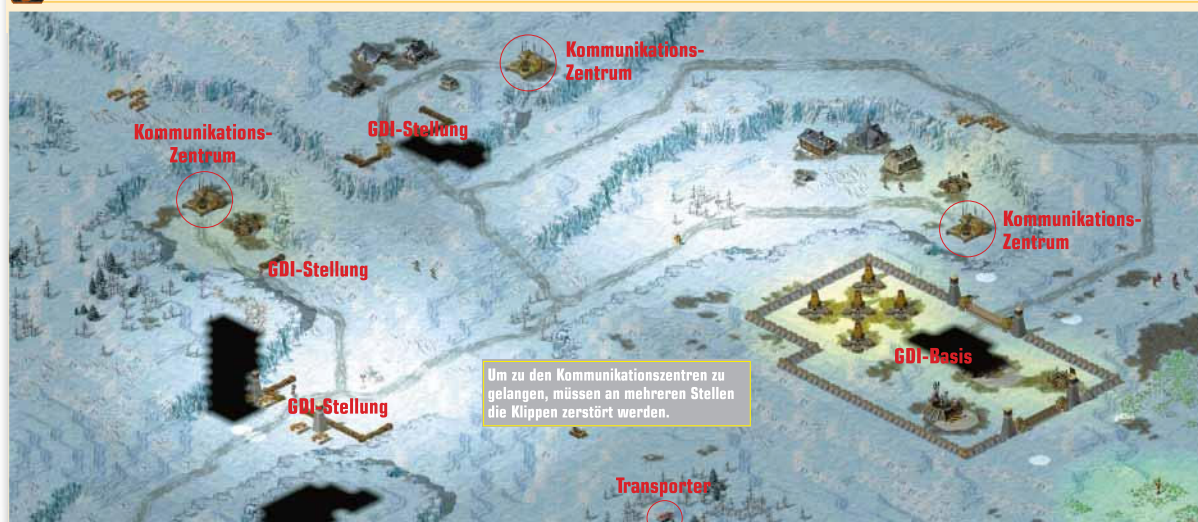 Kommunikations-
Zentrum
Kommunikations-
Zentrum
GDI-Stellung
Kommunikations-
Zentrum
GDI-Stellung
GDI-Basis
Um zu den Kommunikationszentren zu
gelangen, müssen an mehreren Stellen
die Klippen zerstört werden.
GDI-Stellung
Transporter